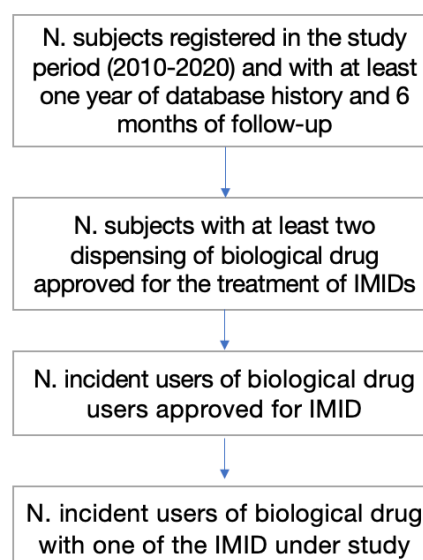 N. subjects registered in the study
period (2010-2020) and with at least
one year of database history and 6
months of follow-up
N. subjects with at least two
dispensing of biological drug
approved for the treatment of IMIDs
N. incident users of biological drug
users approved for IMID
N. incident users of biological drug
with one of the IMID under study